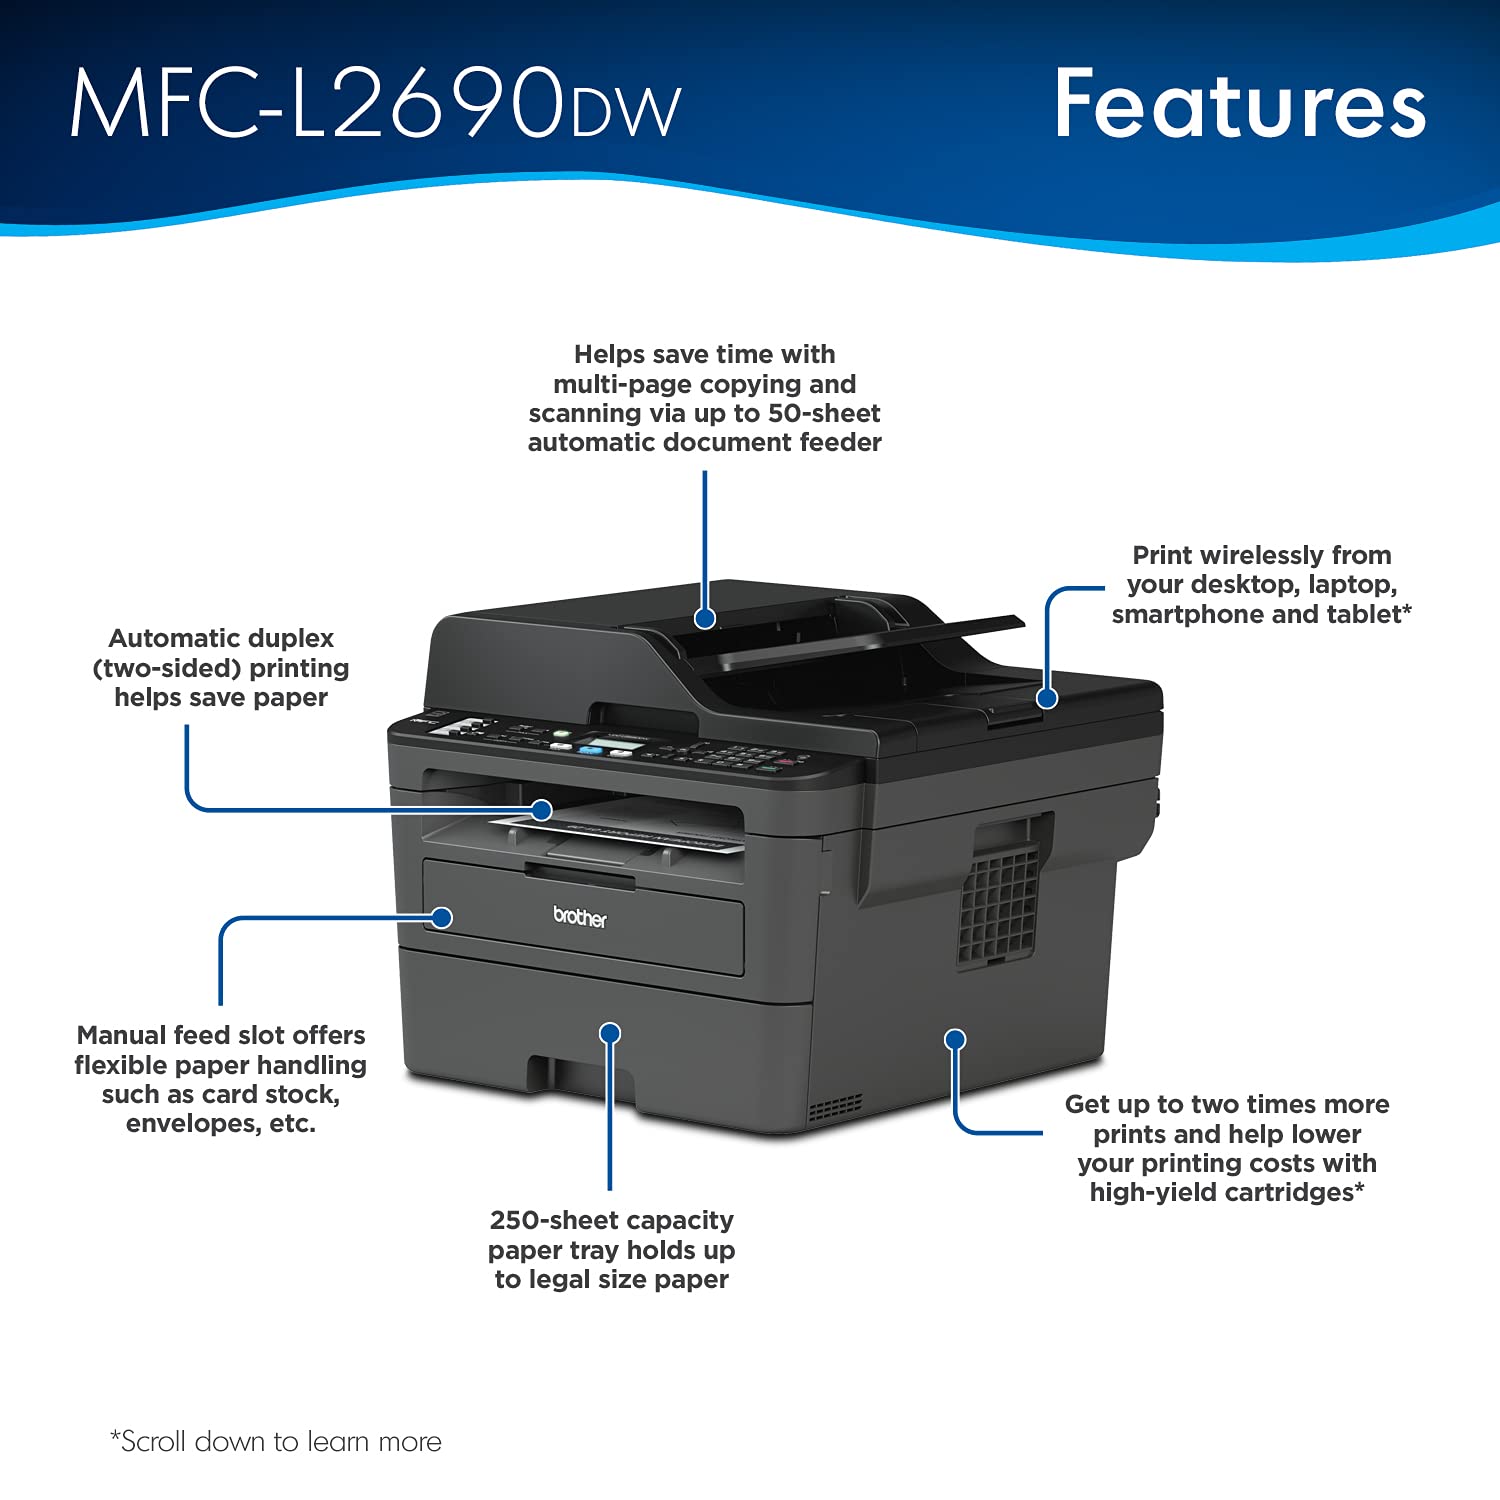 MFC-L2690DW
Features
Helps save time with
multi-page copying and
scanning via up to 50-sheet
automatic document feeder
Print wirelessly from
your desktop, laptop,
smartphone and tablet*
Automatic duplex
(two-sided) printing
helps save paper
brother
Manual feed slot offers
flexible paper handling
such as card stock,
envelopes, etc.
Get up to two times more
prints and help lower
your printing costs with
high-yield cartridges*
250-sheet capacity
paper tray holds up
to legal size paper
*Scroll down to learn more